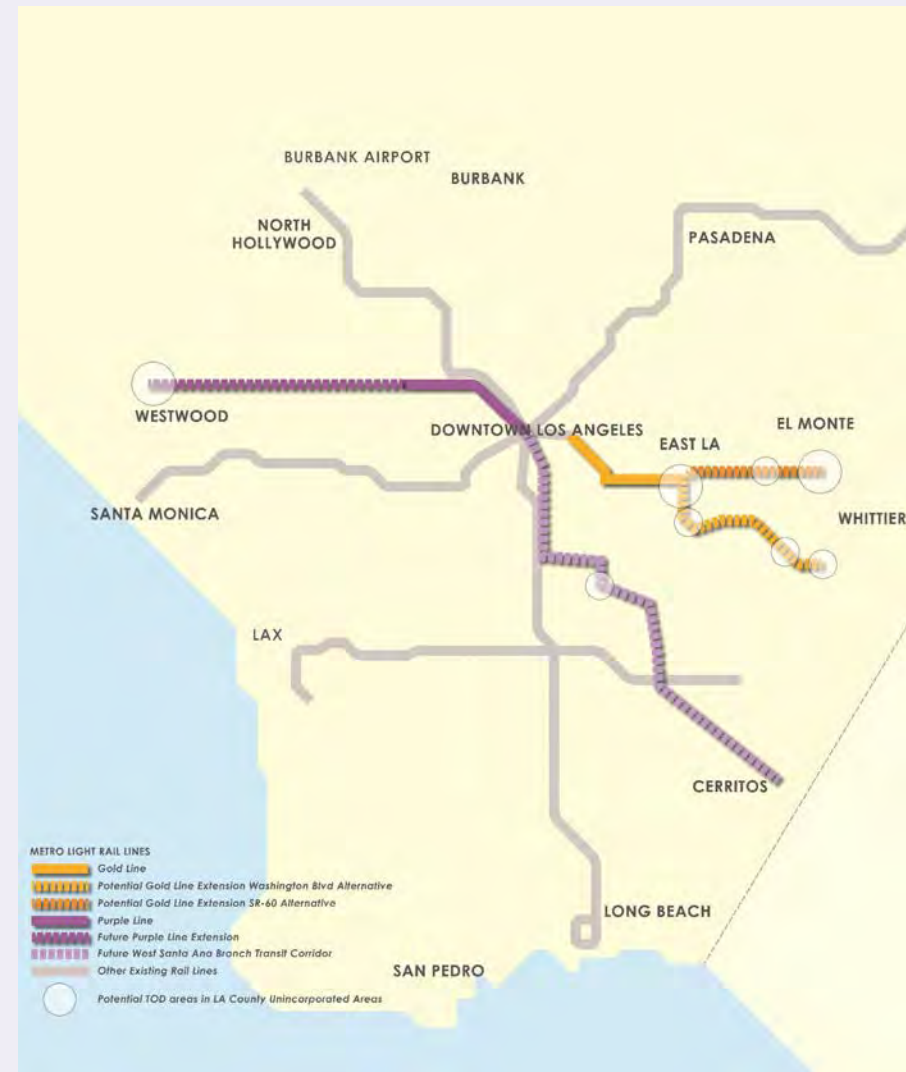 BURBANK AIRPORT
BURBANK
NORTH
HOLLYWOOD
PASADENA
WESTWOOD
DOWNTOWN LOS ANGELES
EAST LA
EL MONTE
SANTA MONICA
WHITTIER
LAX
CERRITOS
LONG BEACH
SAN PEDRO
METRO LIGHT RAIL LINES
Gold Line
Potential Gold Line Extension Washington Blvd Alternative
Potential Gold Line Extension SR-60 Alternative
Purple Line
Future Purple Line Extension
Future West Santa Ana Branch Transit Corridor
Other Existing Rail Lines
Potential TOD areas in LA County Unincorporated Areas